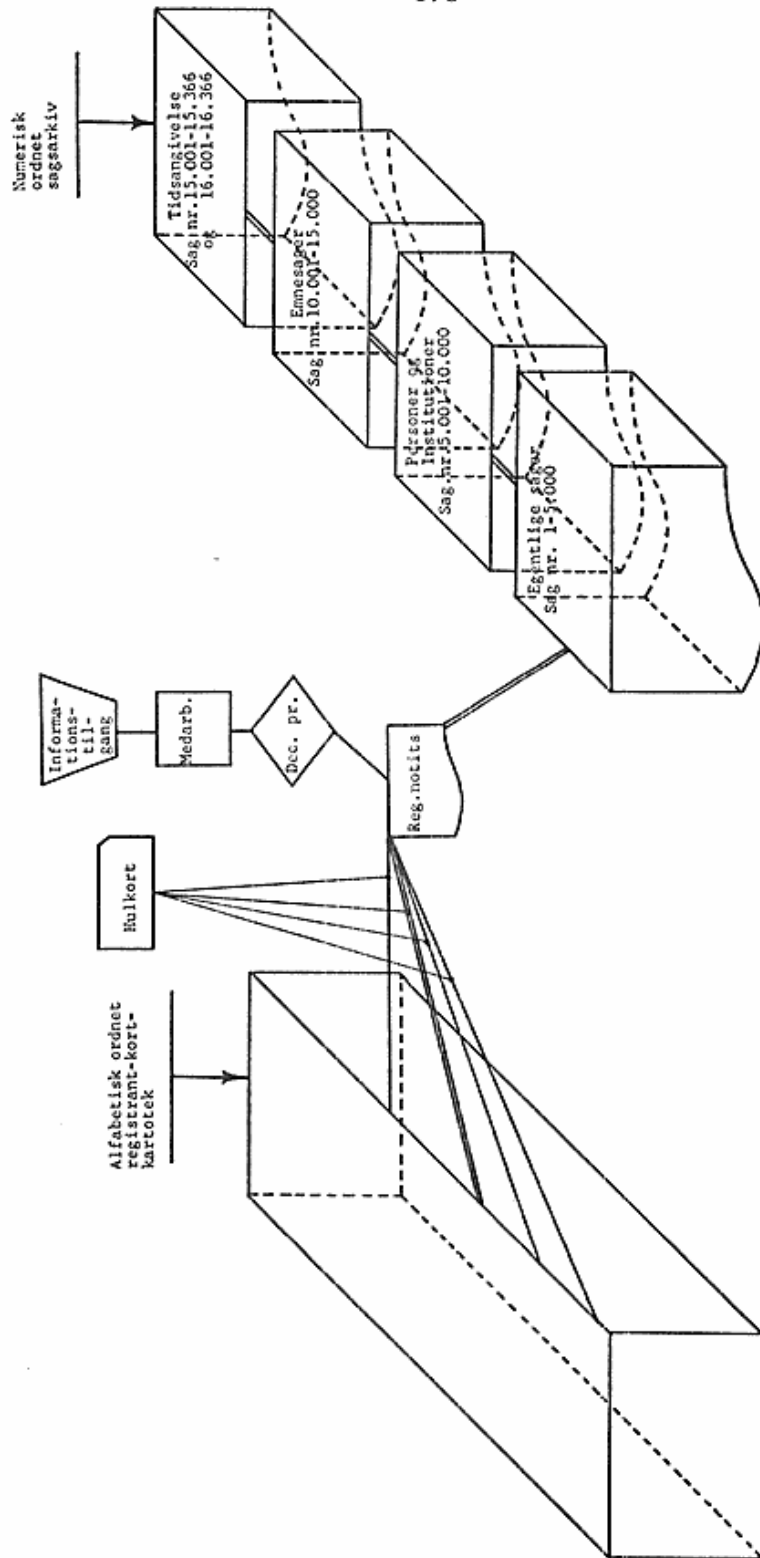 Alfabetisk ordnet
registrant-kort-
kartotek
Hulkort
Informa-
tions-
til-
gang
Medarb.
Dec. pr.
Reg.notits
Numerisk
ordnet
sagsarkiv
Tidsangivelse
Sag nr.15.001-15.366
og 16.001-16.366
Emnesager
Sag nr.10.001-15.000
Personer og
Institutioner
Sag.nr.5.001-10.000
Egentlige sager
Sag nr. 1-5.000